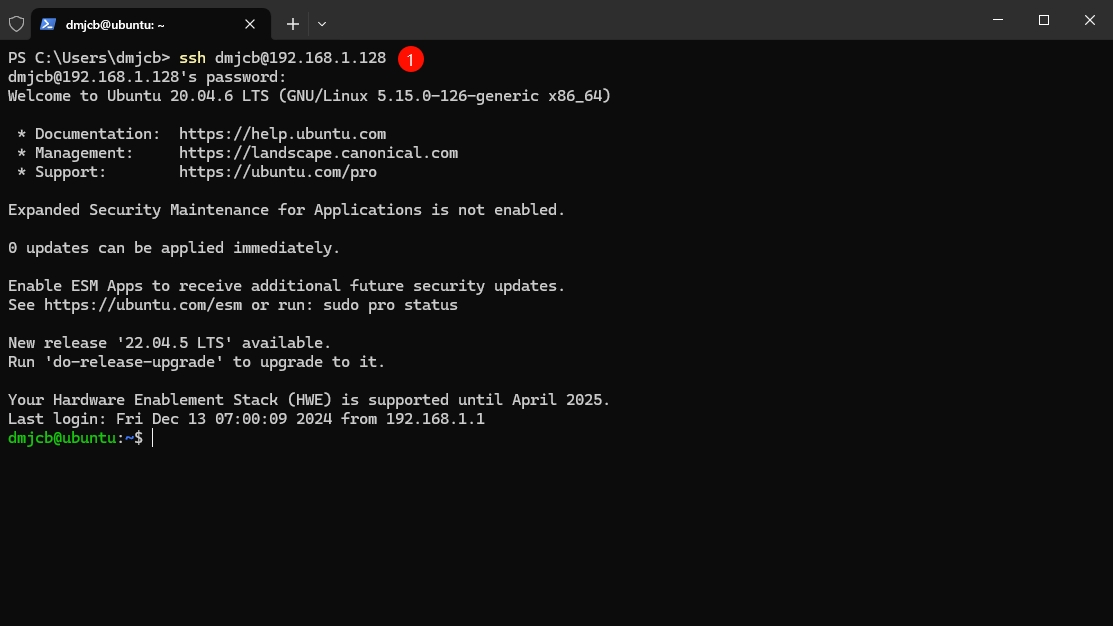 dmjcb@ubuntu: ~
PS C:\Users\dmjcb> ssh dmjcb@192.168.1.128 1
dmjcb@192.168.1.128's password:
Welcome to Ubuntu 20.04.6 LTS (GNU/Linux 5.15.0-126-generic x86_64)
* Documentation:  https://help.ubuntu.com
* Management:     https://landscape.canonical.com
* Support:        https://ubuntu.com/pro
Expanded Security Maintenance for Applications is not enabled.
0 updates can be applied immediately.
Enable ESM Apps to receive additional future security updates.
See https://ubuntu.com/esm or run: sudo pro status
New release '22.04.5 LTS' available.
Run 'do-release-upgrade' to upgrade to it.
Your Hardware Enablement Stack (HWE) is supported until April 2025.
Last login: Fri Dec 13 07:00:09 2024 from 192.168.1.1
dmjcb@ubuntu:~$